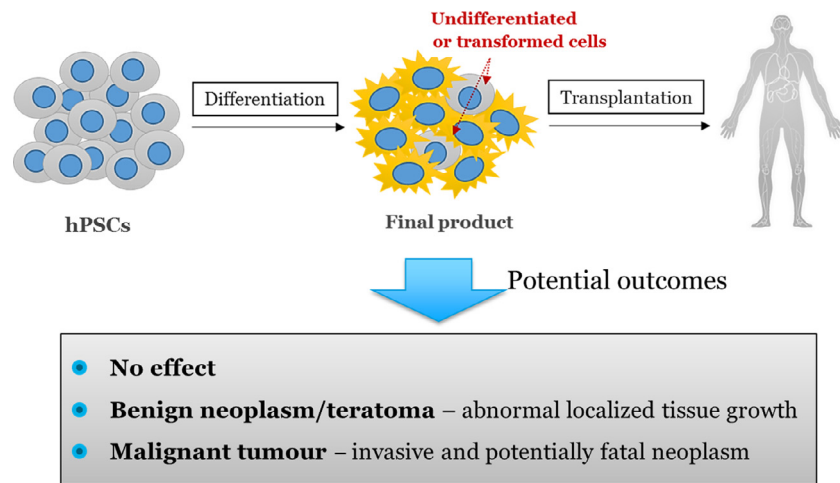 Undifferentiated
or transformed cells
Differentiation
Transplantation
hPSCs
Final product
Potential outcomes
No effect
Benign neoplasm/teratoma – abnormal localized tissue growth
Malignant tumour – invasive and potentially fatal neoplasm